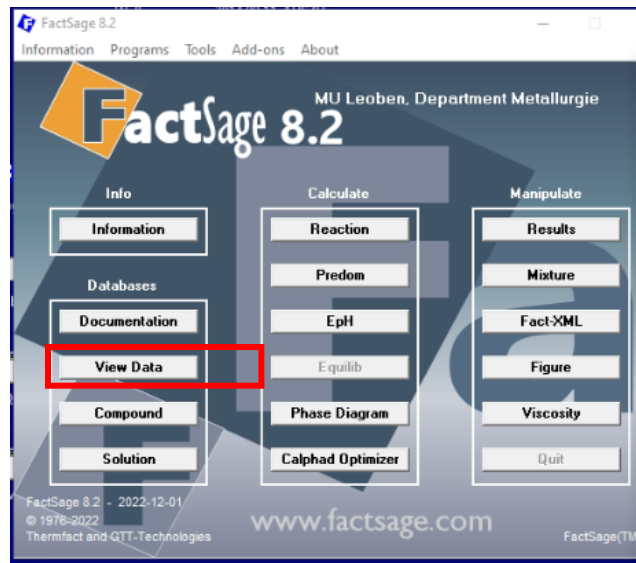 FactSage 8.2
Information Programs Tools Add-ons About
FactSage 8.2
MU Leoben, Department Metallurgie
Info
Information
Databases
Documentation
View Data
Compound
Solution
Calculate
Reaction
Predom
EpH
Equilib
Phase Diagram
Calphad Optimizer
Manipulate
Results
Mixture
Fact-XML
Figure
Viscosity
Quit
FactSage 8.2 - 2022-12-01
© 1976-2022
Thermfact and GTT-Technologies
www.factsage.com
FactSage(TM